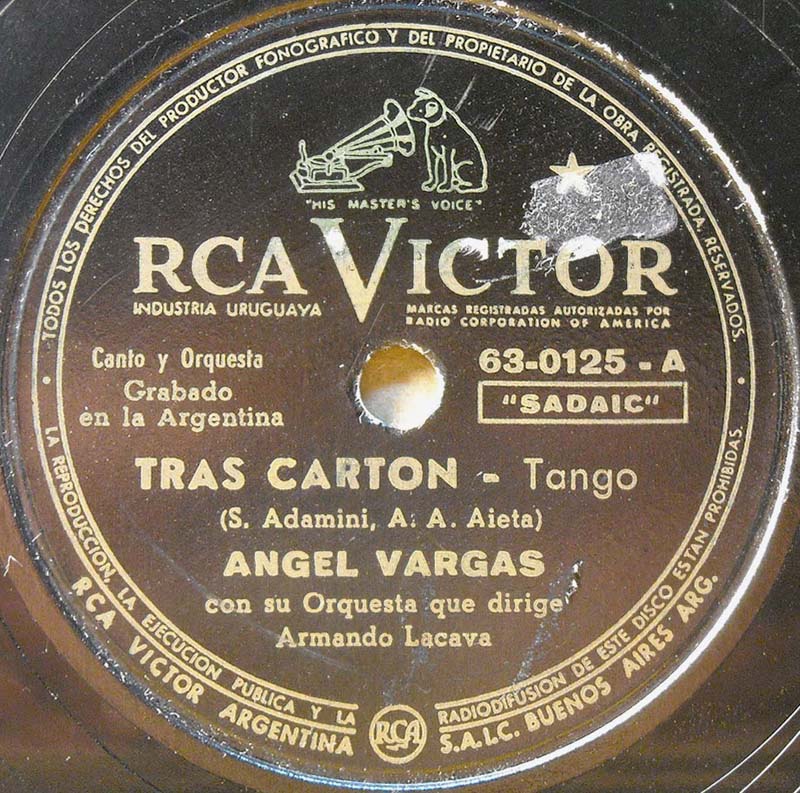 TODOS LOS DERECHOS DEL PRODUCTOR FONOGRAFICO Y DEL PROPIETARIO DE LA OBRA REGISTRADA, RESERVADOS.
"HIS MASTER'S VOICE"
RCA VICTOR
INDUSTRIA URUGUAYA
MARCAS REGISTRADAS AUTORIZADAS POR
RADIO CORPORATION OF AMERICA
Canto y Orquesta
Grabado
en la Argentina
63-0125 - A
"SADAIC"
TRAS CARTON - Tango
(S. Adamini, A. A. Aieta)
ANGEL VARGAS
con su Orquesta que dirige
Armando Lacava
LA REPRODUCCION, LA EJECUCION PUBLICA Y LA RADIODIFUSION DE ESTE DISCO ESTAN PROHIBIDAS.
RCA VICTOR ARGENTINA S.A.I.C. BUENOS AIRES ARG.
RCA